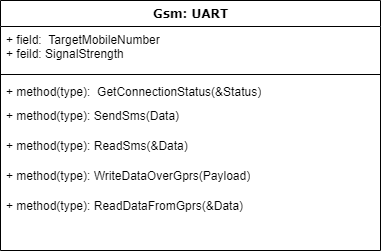 Gsm: UART
+ field:  TargetMobileNumber
+ feild: SignalStrength
+ method(type):  GetConnectionStatus(&Status)
+ method(type): SendSms(Data)
+ method(type): ReadSms(&Data)
+ method(type): WriteDataOverGprs(Payload)
+ method(type): ReadDataFromGprs(&Data)